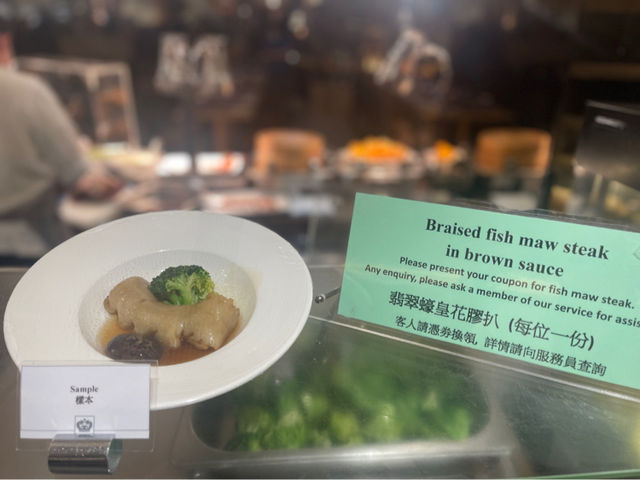 Braised fish maw steak
in brown sauce
Please present your coupon for fish maw steak.
Any enquiry, please ask a member of our service for assi
翡翠蠔皇花膠扒 (每位一份)
客人請憑劵換領, 詳情請向服務員查詢
Sample
樣本